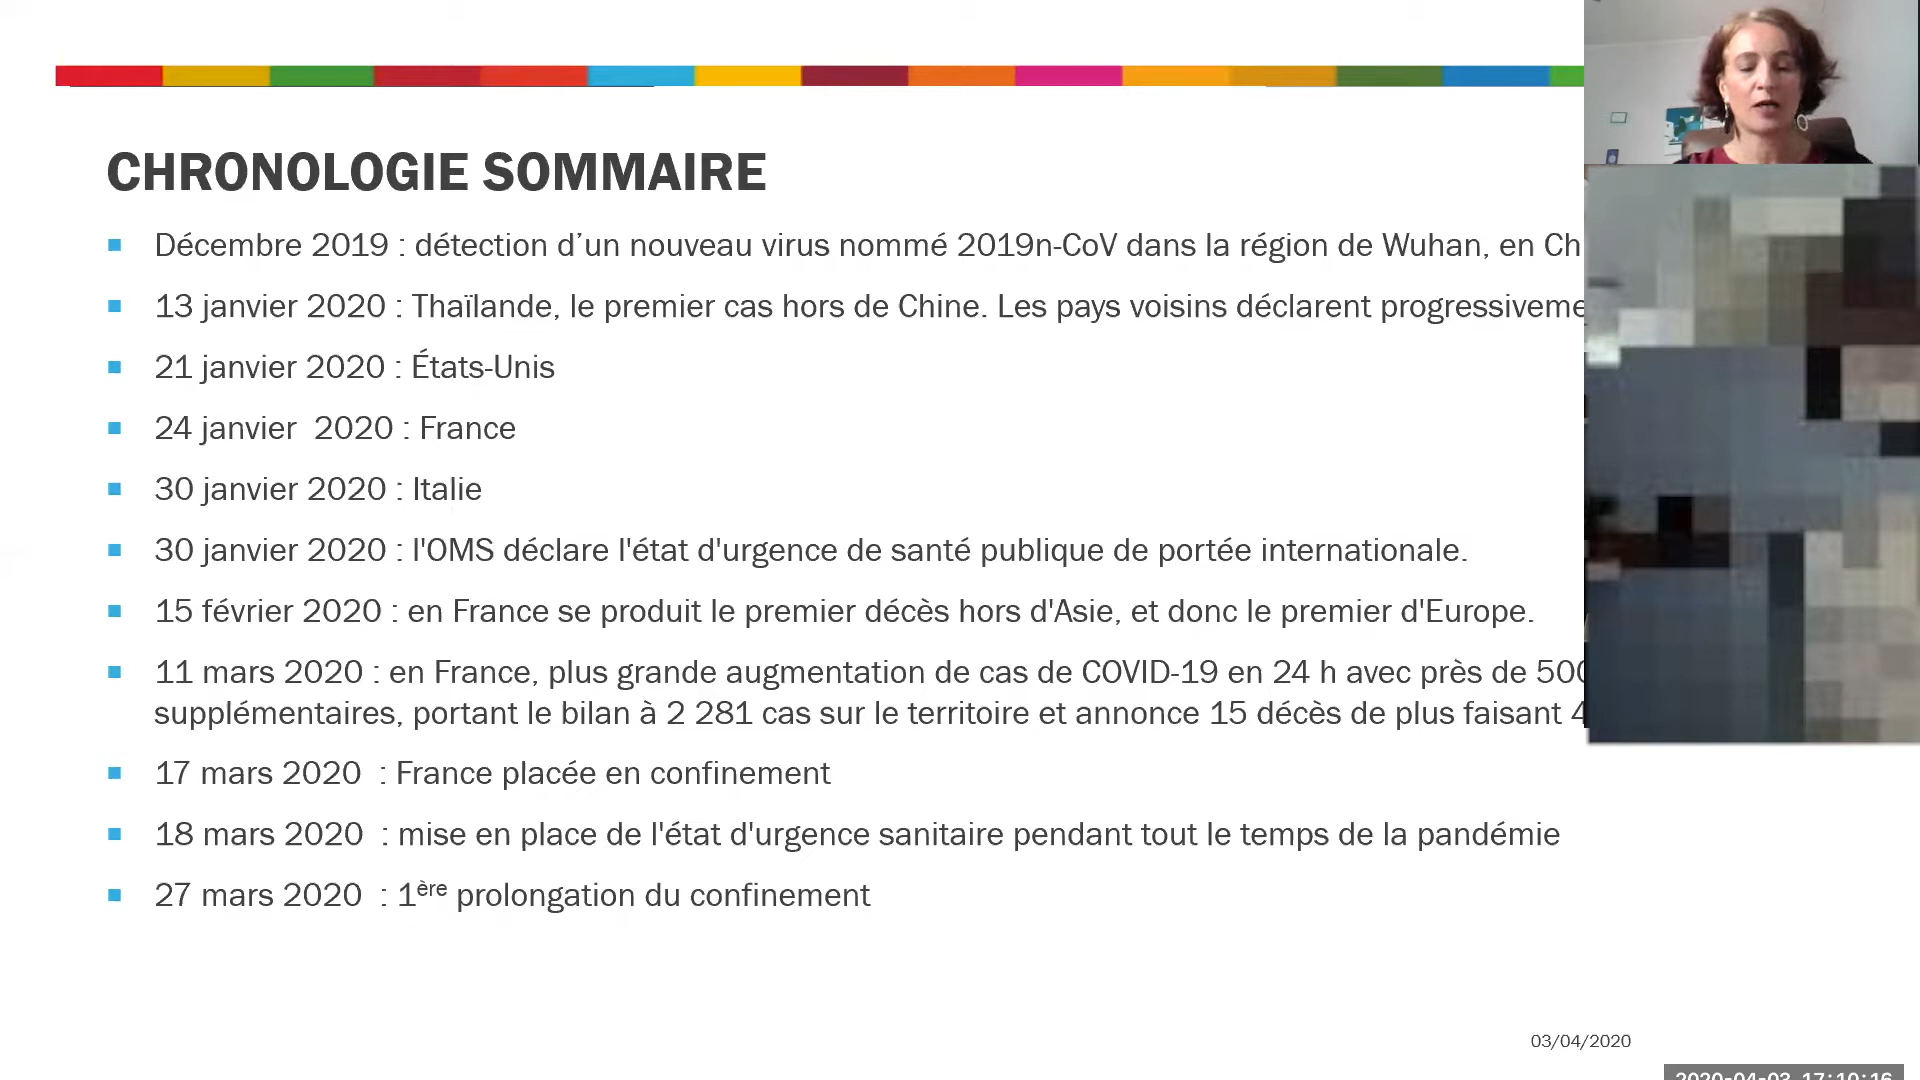 CHRONOLOGIE SOMMAIRE
Décembre 2019 : détection d’un nouveau virus nommé 2019n-CoV dans la région de Wuhan, en
13 janvier 2020 : Thaïlande, le premier cas hors de Chine. Les pays voisins déclarent
21 janvier 2020 : États-Unis
24 janvier  2020 : France
30 janvier 2020 : Italie
30 janvier 2020 : l'OMS déclare l'état d'urgence de santé publique de portée internationale.
15 février 2020 : en France se produit le premier décès hors d'Asie, et donc le premier d'Europe.
11 mars 2020 : en France, plus grande augmentation de cas de COVID-19 en 24 h avec près de
supplémentaires, portant le bilan à 2 281 cas sur le territoire et annonce 15 décès de plus faisant
17 mars 2020  : France placée en confinement
18 mars 2020  : mise en place de l'état d'urgence sanitaire pendant tout le temps de la pandémie
27 mars 2020  : 1ère prolongation du confinement
03/04/2020
2020-04-03 17:10:16